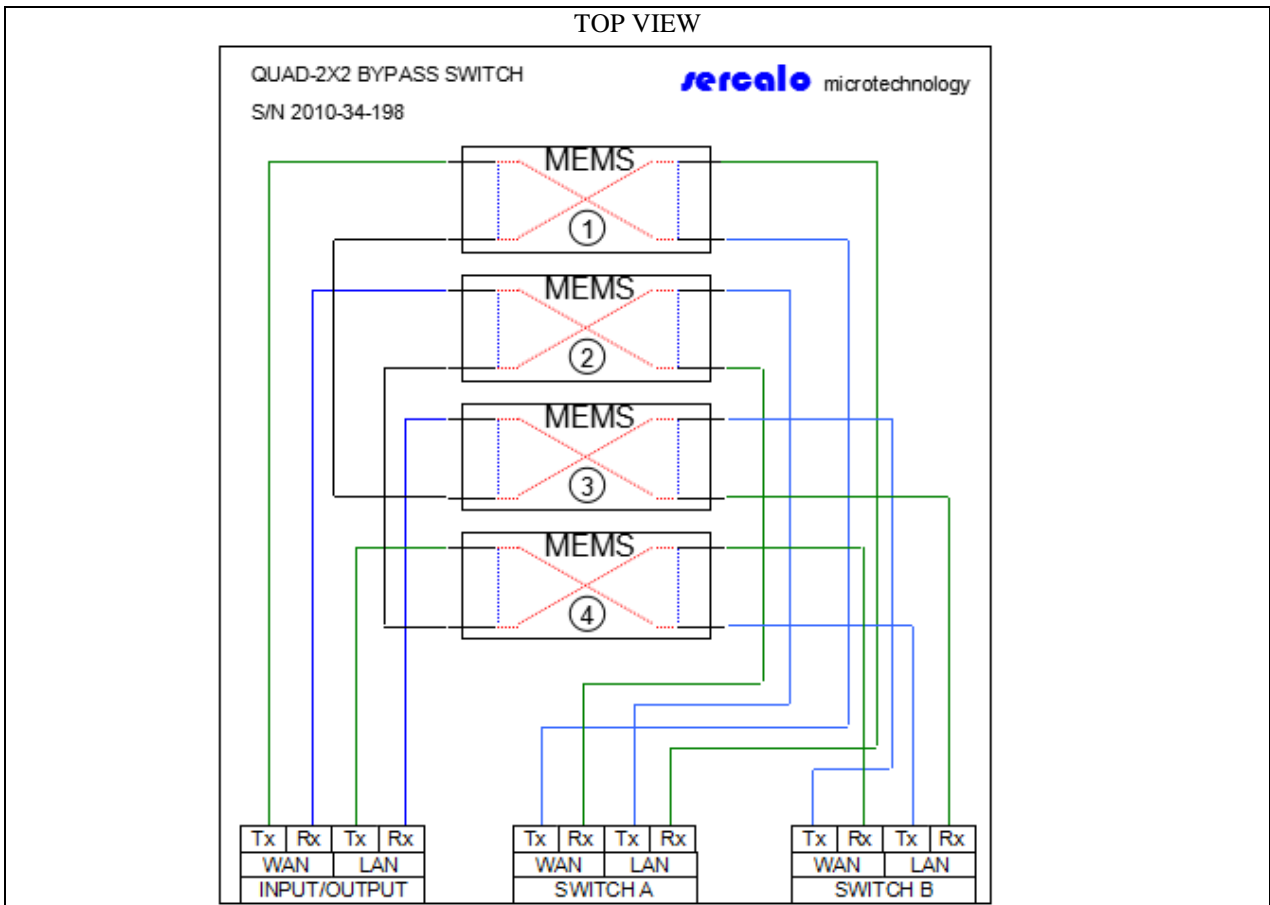 TOP VIEW
QUAD-2X2 BYPASS SWITCH
sercalo microtechnology
S/N 2010-34-198
MEMS
1
MEMS
2
MEMS
3
MEMS
4
Tx Rx Tx Rx
WAN LAN
INPUT/OUTPUT
Tx Rx Tx Rx
WAN LAN
SWITCH A
Tx Rx Tx Rx
WAN LAN
SWITCH B